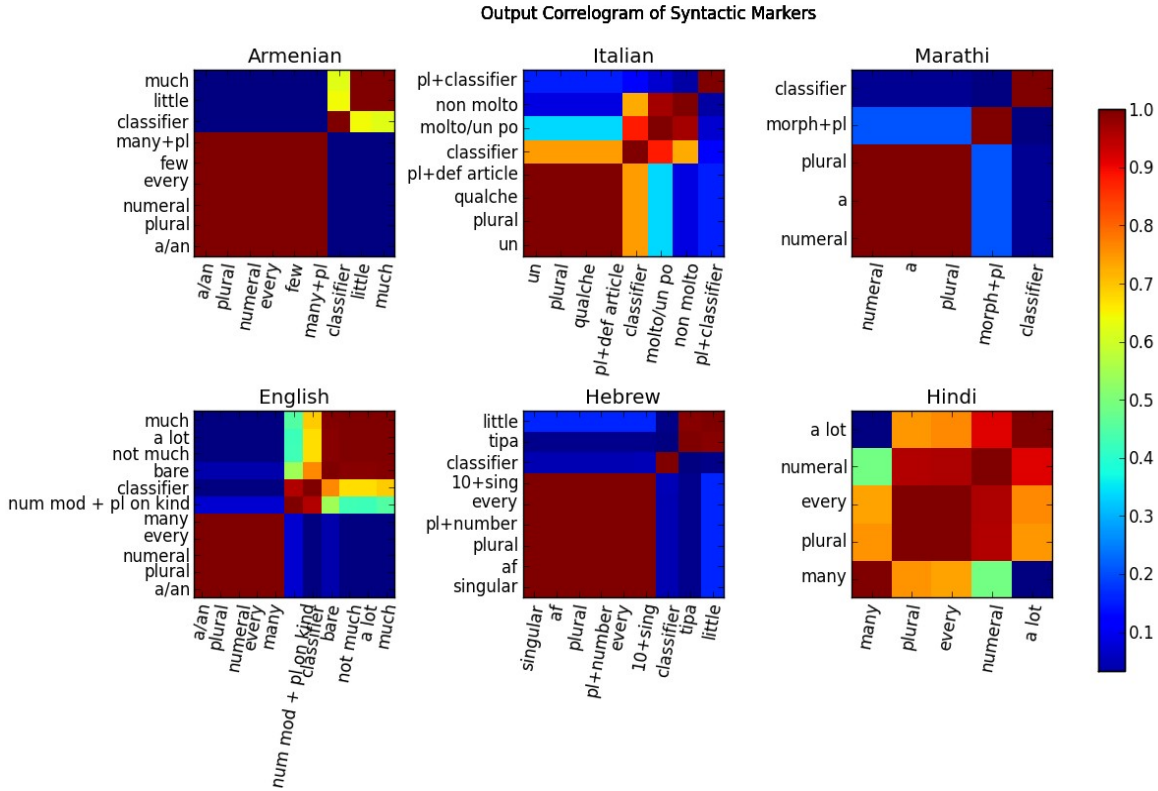 Output Correlogram of Syntactic Markers
Armenian
much
little
classifier
many+pl
few
every
numeral
plural
a/an
a/an
plural
numeral
every
few
many+pl
classifier
little
much
Italian
pl+classifier
non molto
molto/un po
classifier
pl+def article
qualche
plural
un
un
plural
qualche
pl+def article
classifier
molto/un po
non molto
pl+classifier
Marathi
classifier
morph+pl
plural
a
numeral
numeral
a
plural
morph+pl
classifier
English
much
a lot
not much
bare
classifier
num mod + pl on kind
many
every
numeral
plural
a/an
a/an
plural
numeral
every
many
num mod + pl on kind
classifier
bare
not much
a lot
much
Hebrew
little
tipa
classifier
10+sing
every
pl+number
plural
af
singular
singular
af
plural
pl+number
every
10+sing
classifier
tipa
little
Hindi
a lot
numeral
every
plural
many
many
plural
every
numeral
a lot
1.0
0.9
0.8
0.7
0.6
0.5
0.4
0.3
0.2
0.1